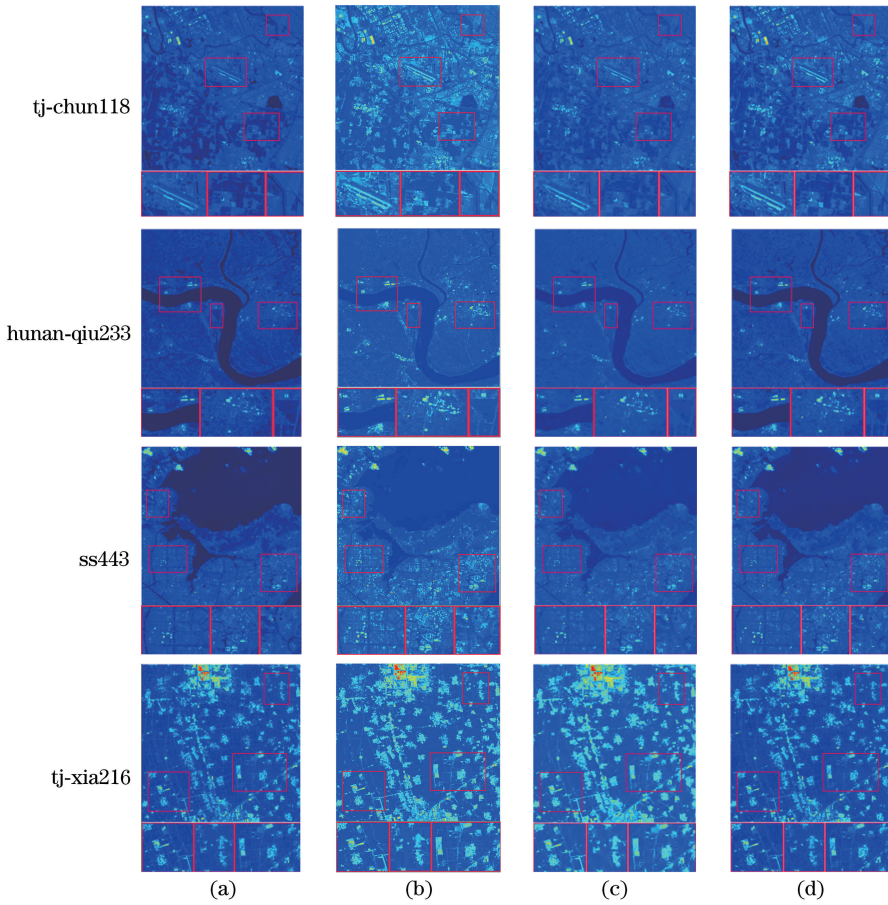 tj-chun118
hunan-qiu233
ss443
tj-xia216
(a) (b) (c) (d)